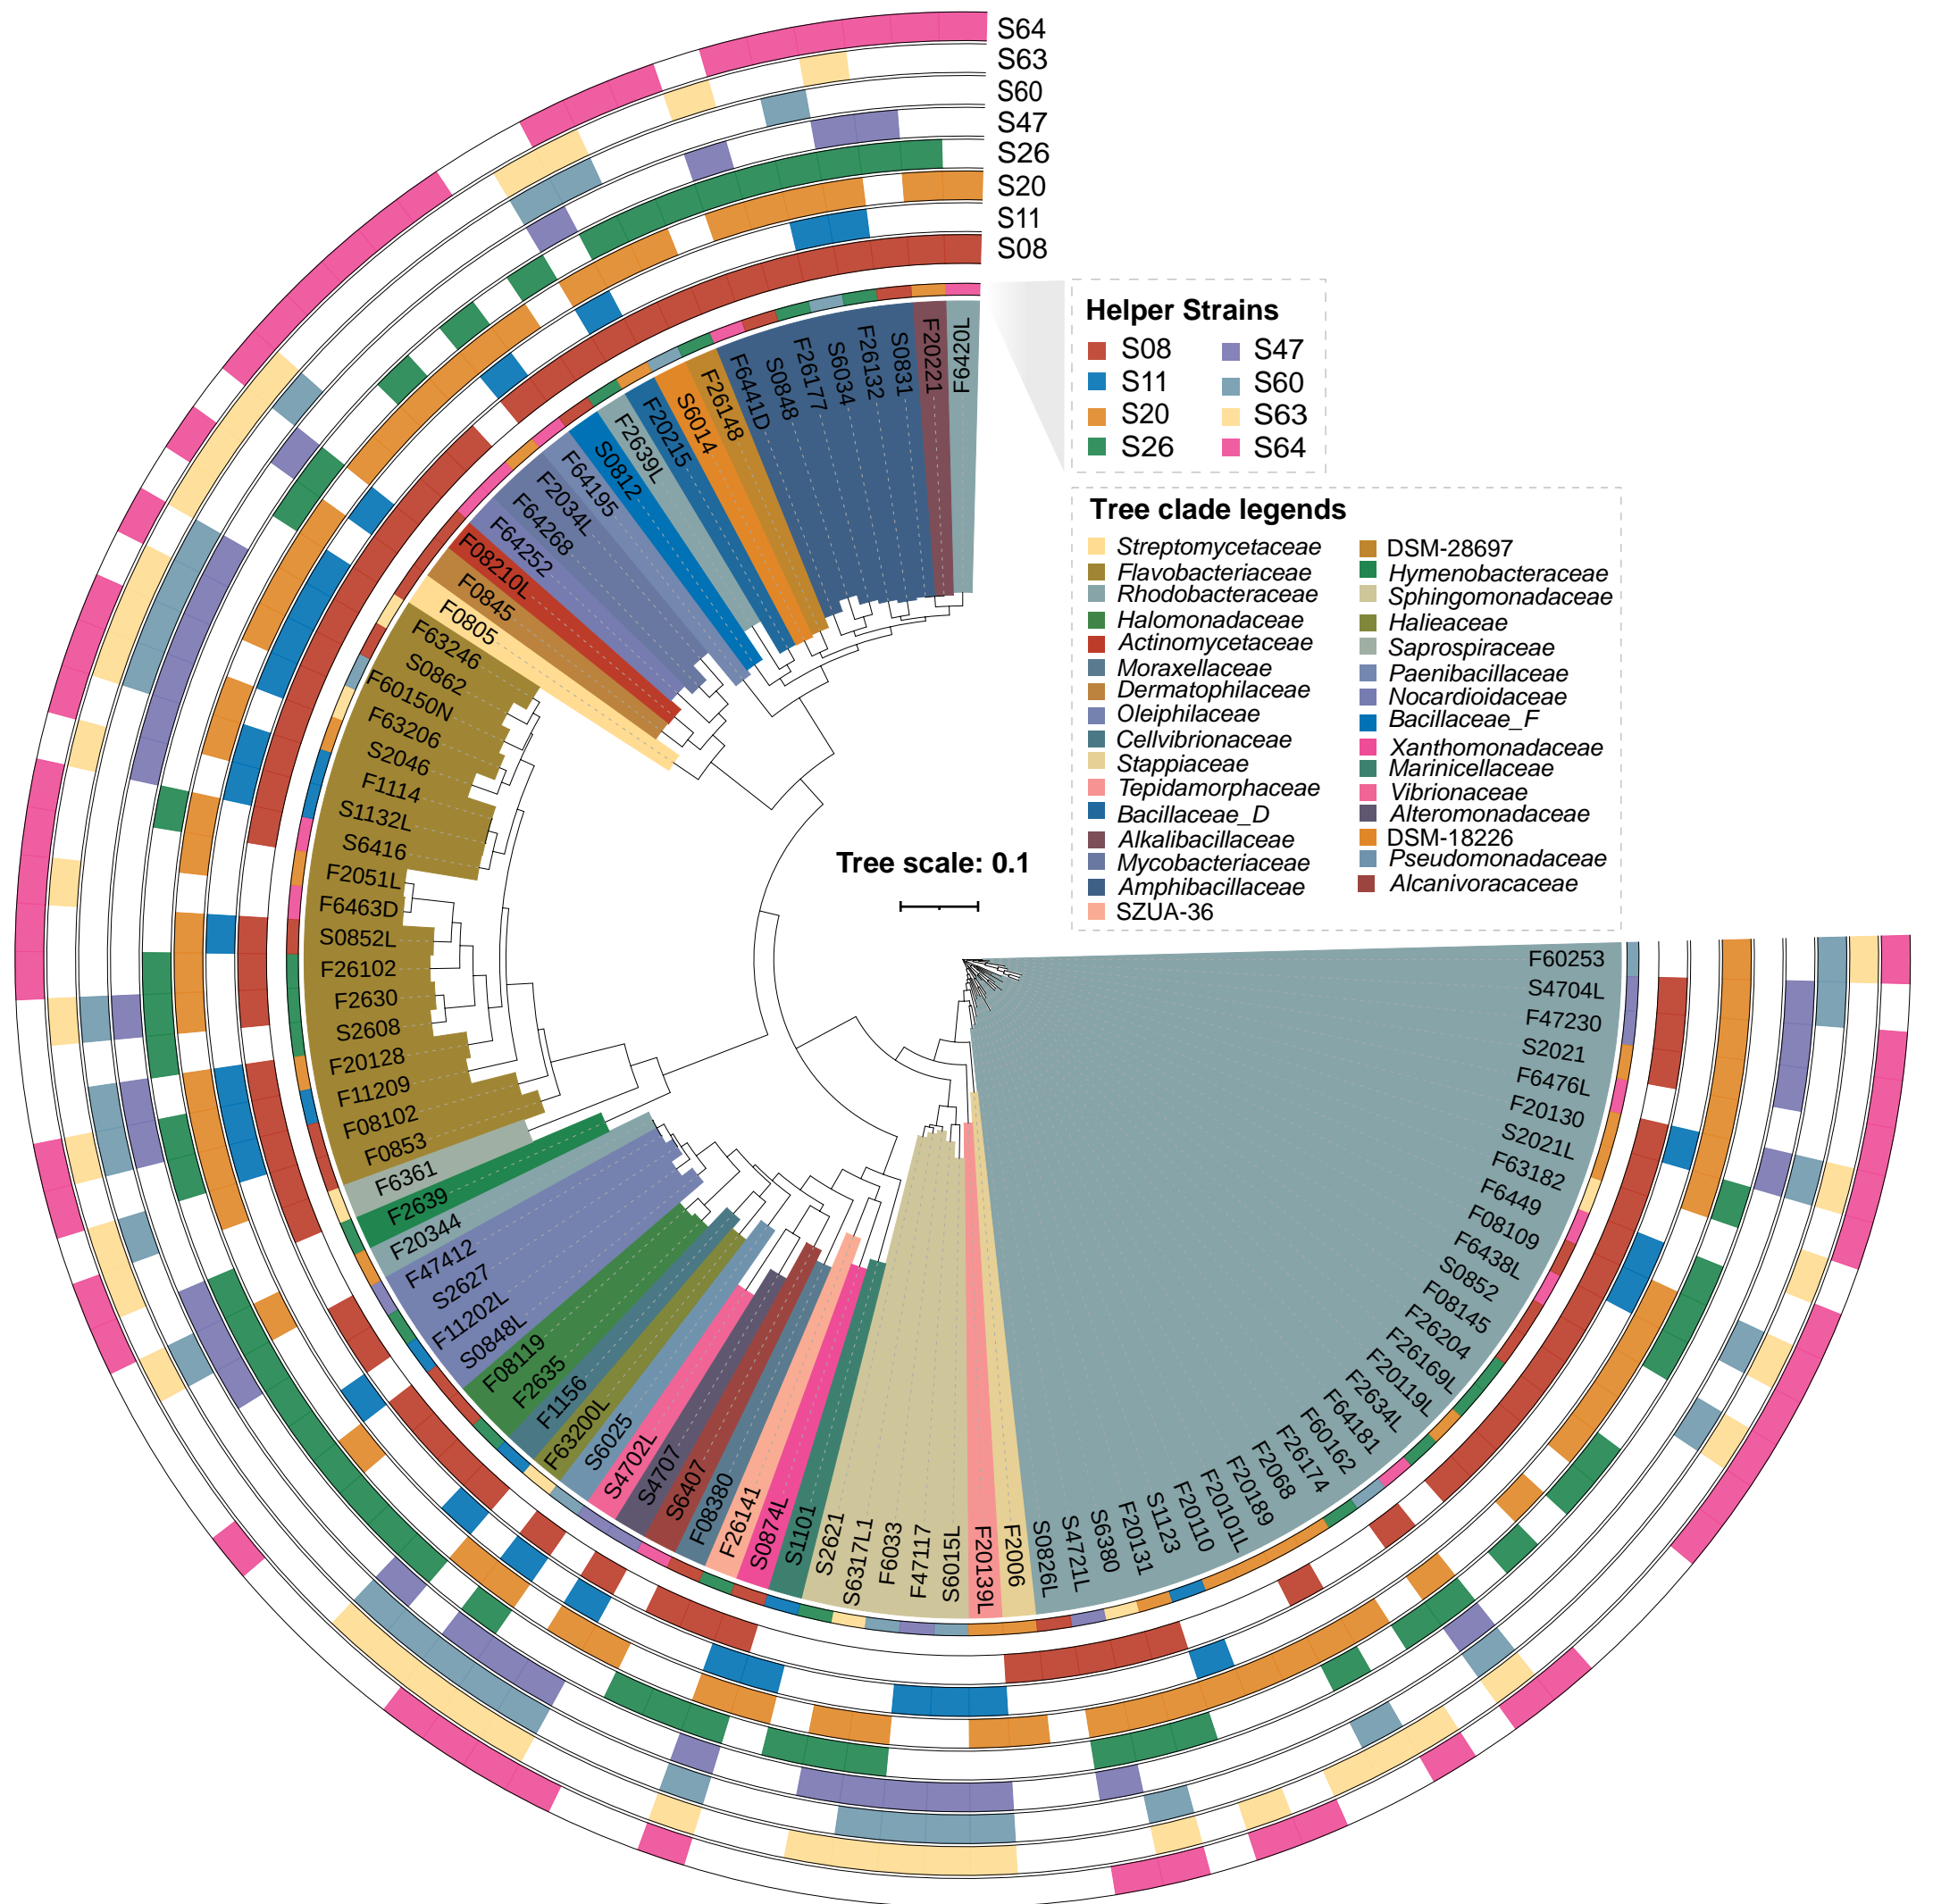 S64
S63
S60
S47
S26
S20
S11
S08
Helper Strains
S08
S11
S20
S26
S47
S60
S63
S64
Tree clade legends
Streptomycetaceae
Flavobacteriaceae
Rhodobacteraceae
Halomonadaceae
Actinomycetaceae
Moraxellaceae
Dermatophilaceae
Oleiphilaceae
Cellvibrionaceae
Stappiaceae
Tepidamorphaceae
Bacillaceae_D
Alkalibacillaceae
Mycobacteriaceae
Amphibacillaceae
SZUA-36
DSM-28697
Hymenobacteraceae
Sphingomonadaceae
Halieaceae
Saprospiraceae
Paenibacillaceae
Nocardioidaceae
Bacillaceae_F
Xanthomonadaceae
Marinicellaceae
Vibrionaceae
Alteromonadaceae
DSM-18226
Pseudomonadaceae
Alcanivoracaceae
Tree scale: 0.1
F6420L
F20221
S0831
F26132
S6034
F26177
S0848
F6441D
F26148
S6014
F20215
F2639L
S0812
F64195
F2034L
F64268
F64252
F08210L
F0845
F0805
F63246
S0862
F60150N
F63206
S2046
F1114
S1132L
S6416
F2051L
F6463D
S0852L
F26102
F2630
S2608
F20128
F11209
F08102
F0853
F6361
F2639
F20344
F47412
S2627
F11202L
S0848L
F08119
F2635
F1156
F63200L
S6025
S4702L
S4707
S6407
F08380
F26141
S0874L
S1101
S2621
S6317L1
F6033
F47117
S6015L
F20139L
F2006
S0826L
S4721L
S6380
F20131
S1123
F20110
F20101L
F20189
F2068
F26174
F60162
F64181
F2634L
F20119L
F26169L
F26204
F08145
S0852
F6438L
F08109
F6449
F63182
S2021L
F20130
F6476L
S2021
F47230
S4704L
F60253